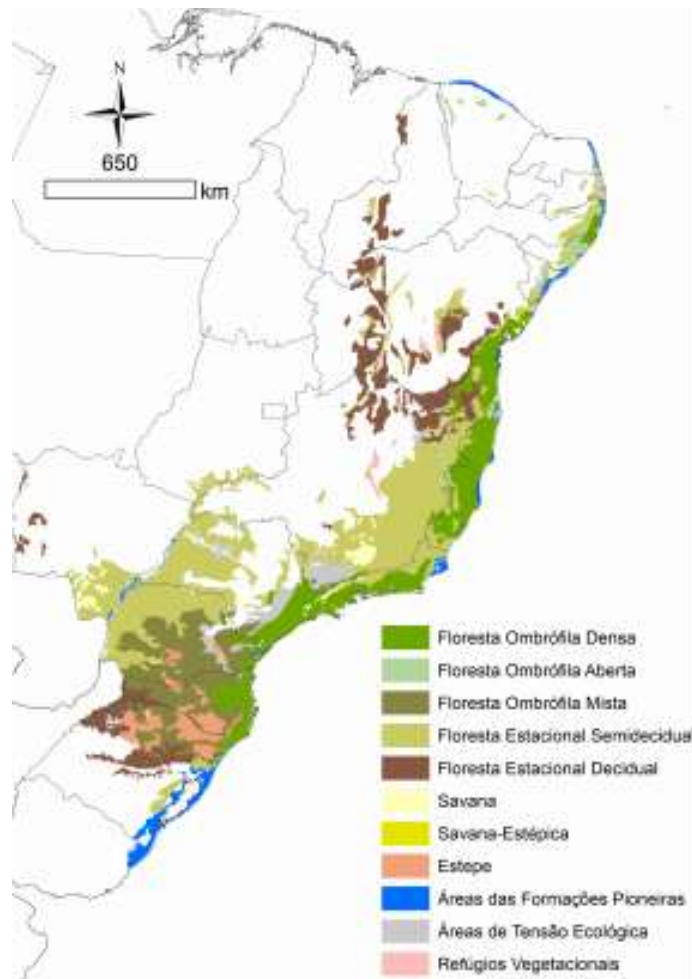 N
650
km
Floresta Ombrófila Densa
Floresta Ombrófila Aberta
Floresta Ombrófila Mista
Floresta Estacional Semidecidual
Floresta Estacional Decidual
Savana
Savana-Estépica
Estepe
Áreas das Formações Pioneiras
Áreas de Tensão Ecológica
Refúgios Vegetacionais